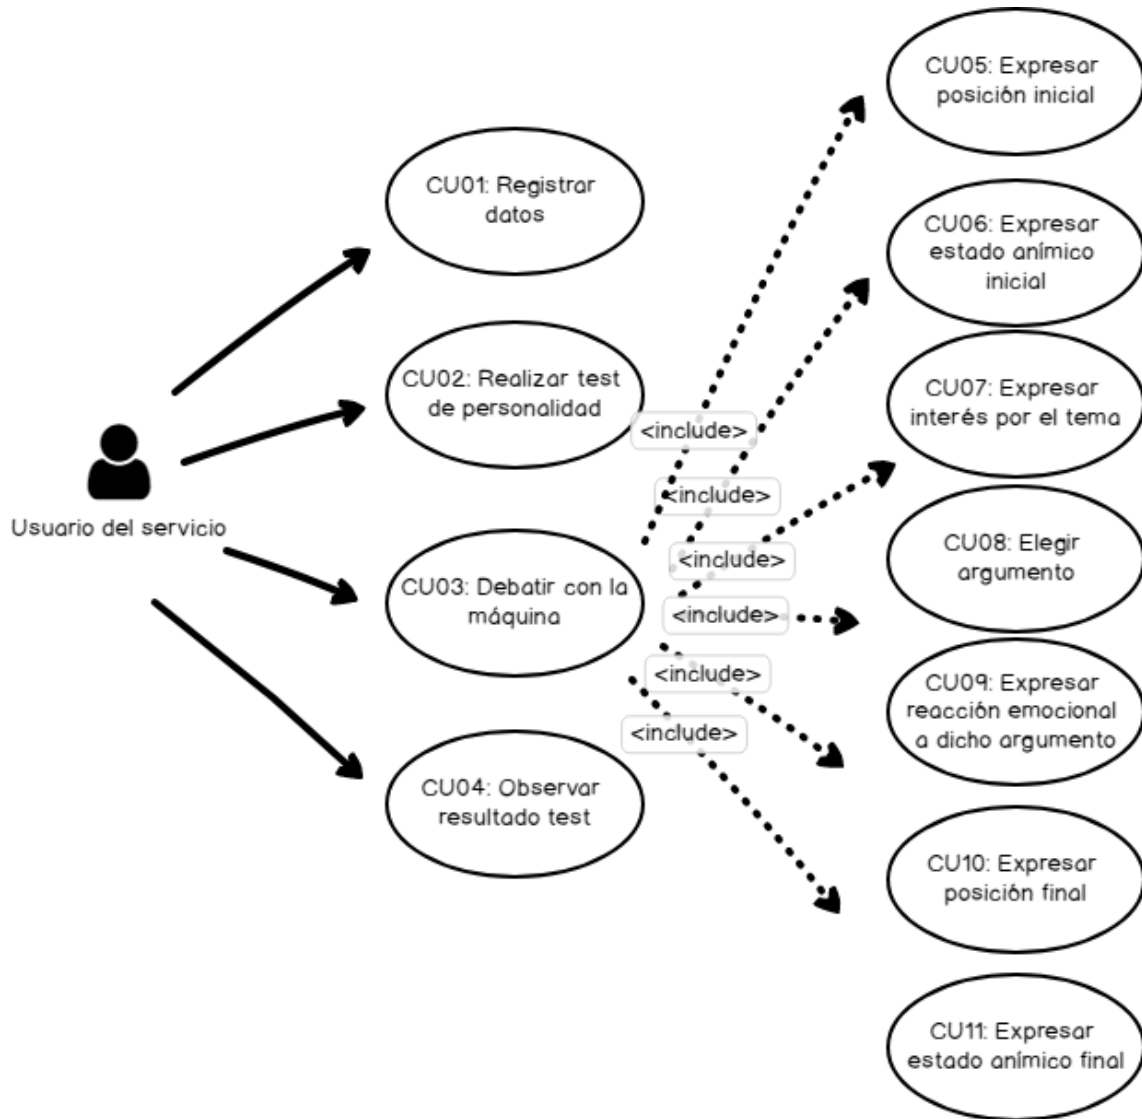 CU01: Registrar
datos
CU02: Realizar test
de personalidad
Usuario del servicio
CU03: Debatir con la
máquina
CU04: Observar
resultado test
<include>
<include>
<include>
<include>
<include>
<include>
CU05: Expresar
posición inicial
CU06: Expresar
estado anímico
inicial
CU07: Expresar
interés por el tema
CU08: Elegir
argumento
CU09: Expresar
reacción emocional
a dicho argumento
CU10: Expresar
posición final
CU11: Expresar
estado anímico final